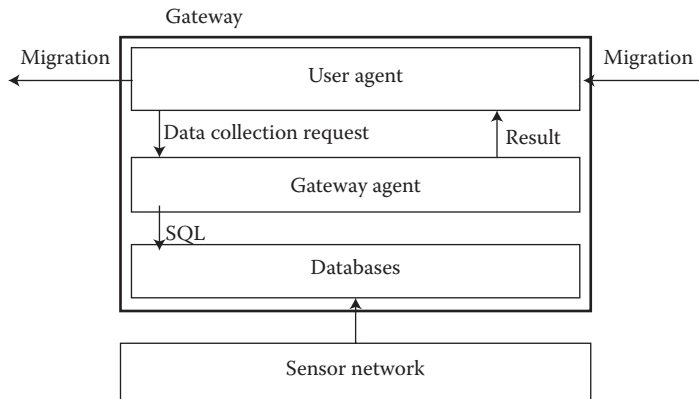 Gateway
Migration
User agent
Migration
Data collection request
Result
Gateway agent
SQL
Databases
Sensor network